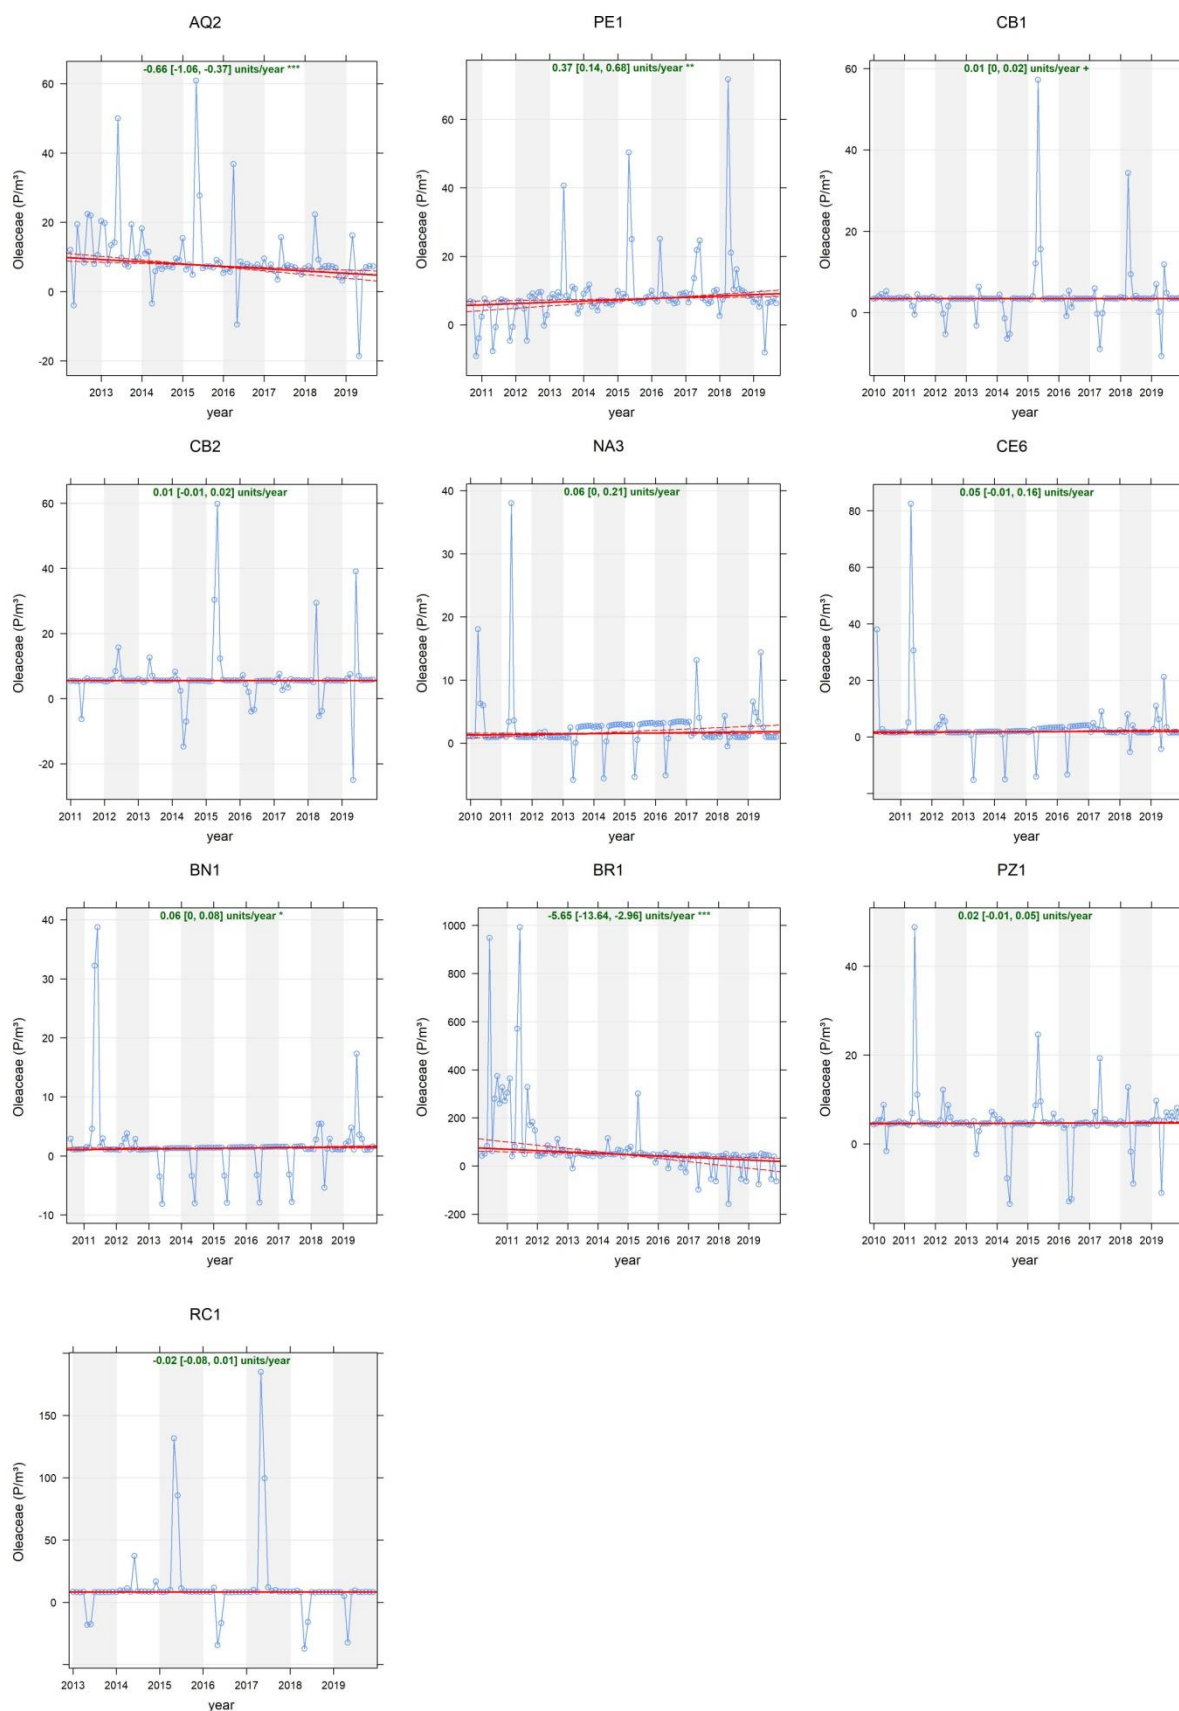 AQ2
-0.66 [-1.06, -0.37] units/year ***
Oleaceae (P/m³)
60
40
20
0
-20
2013 2014 2015 2016 2017 2018 2019
year
PE1
0.37 [0.14, 0.68] units/year **
Oleaceae (P/m³)
60
40
20
0
2011 2012 2013 2014 2015 2016 2017 2018 2019
year
CB1
0.01 [0, 0.02] units/year +
Oleaceae (P/m³)
60
40
20
0
2010 2011 2012 2013 2014 2015 2016 2017 2018 2019
year
CB2
0.01 [-0.01, 0.02] units/year
Oleaceae (P/m³)
60
40
20
0
-20
2011 2012 2013 2014 2015 2016 2017 2018 2019
year
NA3
0.06 [0, 0.21] units/year
Oleaceae (P/m³)
40
30
20
10
0
2010 2011 2012 2013 2014 2015 2016 2017 2018 2019
year
CE6
0.05 [-0.01, 0.16] units/year
Oleaceae (P/m³)
80
60
40
20
0
2011 2012 2013 2014 2015 2016 2017 2018 2019
year
BN1
0.06 [0, 0.08] units/year *
Oleaceae (P/m³)
40
30
20
10
0
-10
2011 2012 2013 2014 2015 2016 2017 2018 2019
year
BR1
-5.65 [-13.64, -2.96] units/year ***
Oleaceae (P/m³)
1000
800
600
400
200
0
-200
2011 2012 2013 2014 2015 2016 2017 2018 2019
year
PZ1
0.02 [-0.01, 0.05] units/year
Oleaceae (P/m³)
40
20
0
2010 2011 2012 2013 2014 2015 2016 2017 2018 2019
year
RC1
-0.02 [-0.08, 0.01] units/year
Oleaceae (P/m³)
150
100
50
0
2013 2014 2015 2016 2017 2018 2019
year